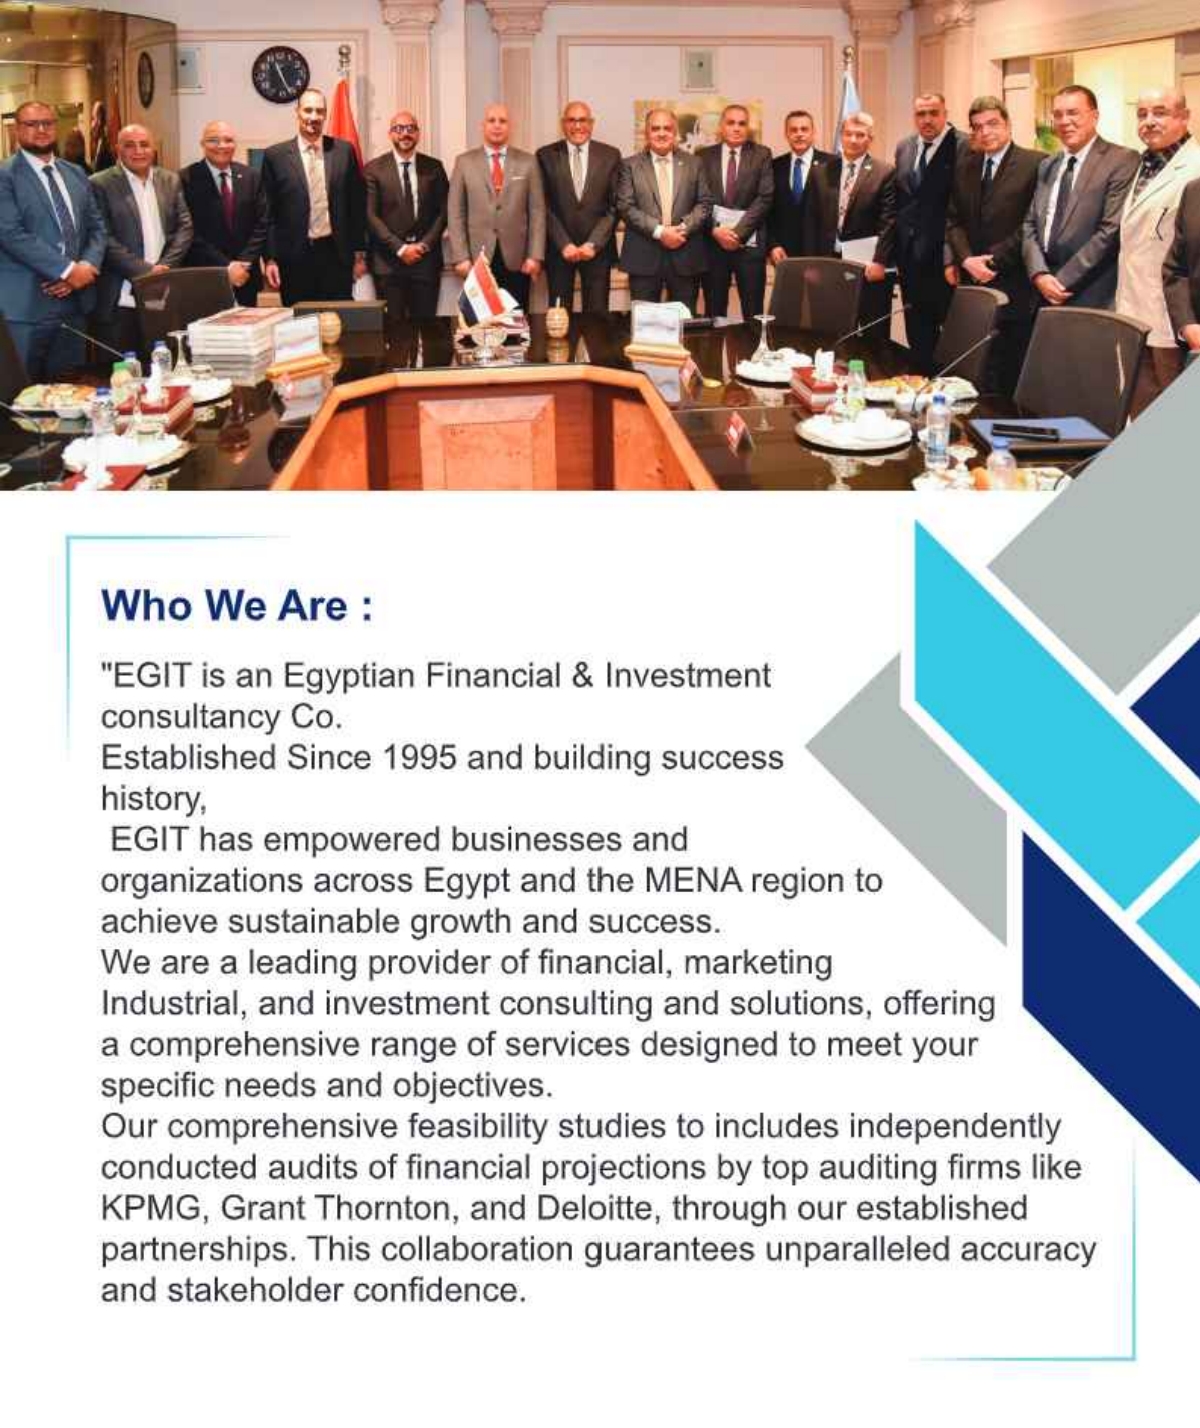 Who We Are :
"EGIT is an Egyptian Financial & Investment
consultancy Co.
Established Since 1995 and building success
history,
EGIT has empowered businesses and
organizations across Egypt and the MENA region to
achieve sustainable growth and success.
We are a leading provider of financial, marketing
Industrial, and investment consulting and solutions, offering
a comprehensive range of services designed to meet your
specific needs and objectives.
Our comprehensive feasibility studies to includes independently
conducted audits of financial projections by top auditing firms like
KPMG, Grant Thornton, and Deloitte, through our established
partnerships. This collaboration guarantees unparalleled accuracy
and stakeholder confidence.